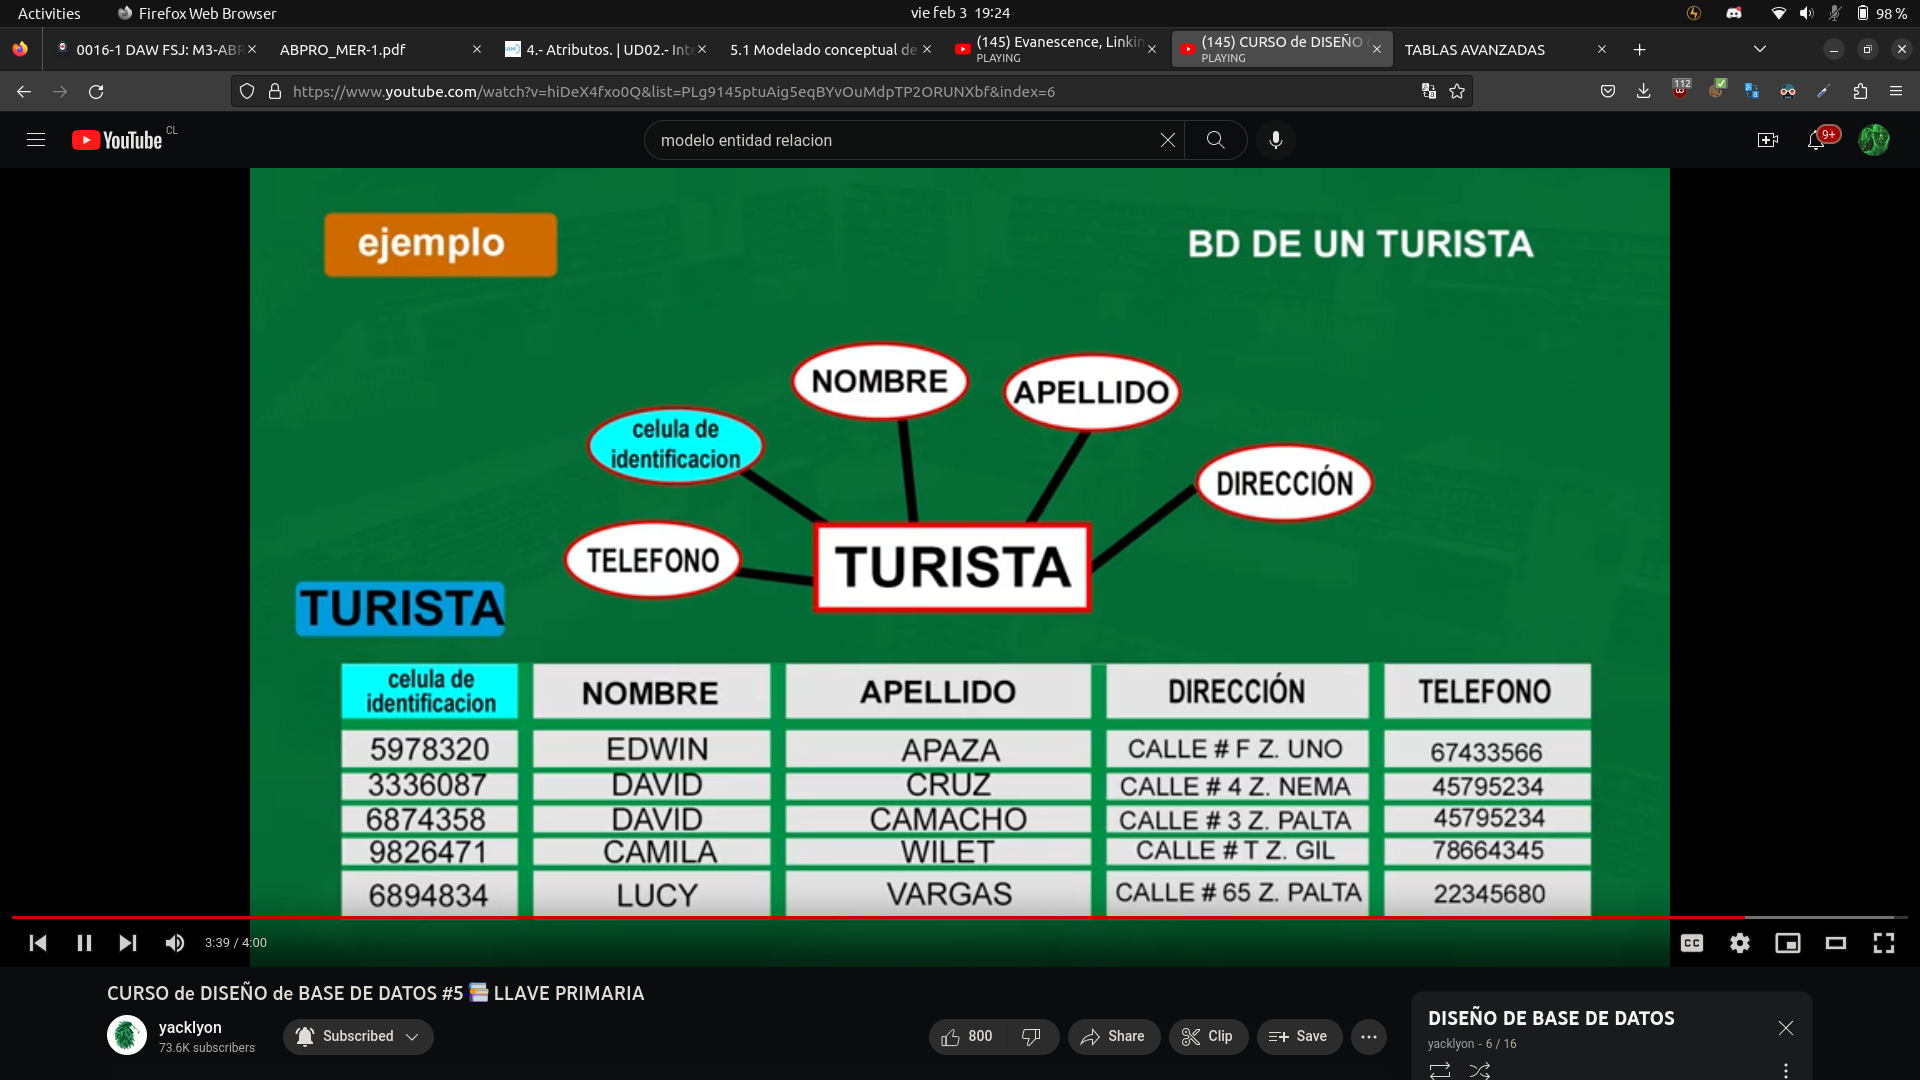 Activities
Firefox Web Browser
vie feb 3 19:24
98 %
0016-1 DAW FSJ: M3-ABR
ABPRO_MER-1.pdf
4.- Atributos. | UD02.- Int
5.1 Modelado conceptual de
(145) Evanescence, Linkin
PLAYING
(145) CURSO de DISEÑO
PLAYING
TABLAS AVANZADAS
https://www.youtube.com/watch?v=hiDeX4fxo0Q&list=PLg9145ptuAig5eqBYvOuMdpTP2ORUNXbf&index=6
112
YouTube CL
modelo entidad relacion
9+
ejemplo
BD DE UN TURISTA
NOMBRE
APELLIDO
celula de
identificacion
DIRECCIÓN
TELEFONO
TURISTA
TURISTA
celula de
identificacion
NOMBRE
APELLIDO
DIRECCIÓN
TELEFONO
5978320 EDWIN APAZA CALLE # F Z. UNO 67433566
3336087 DAVID CRUZ CALLE # 4 Z. NEMA 45795234
6874358 DAVID CAMACHO CALLE # 3 Z. PALTA 45795234
9826471 CAMILA WILET CALLE # T Z. GIL 78664345
6894834 LUCY VARGAS CALLE # 65 Z. PALTA 22345680
3:39 / 4:00
CC
CURSO de DISEÑO de BASE DE DATOS #5 📚 LLAVE PRIMARIA
yacklyon
73.6K subscribers
Subscribed
800
Share
Clip
Save
DISEÑO DE BASE DE DATOS
yacklyon - 6 / 16